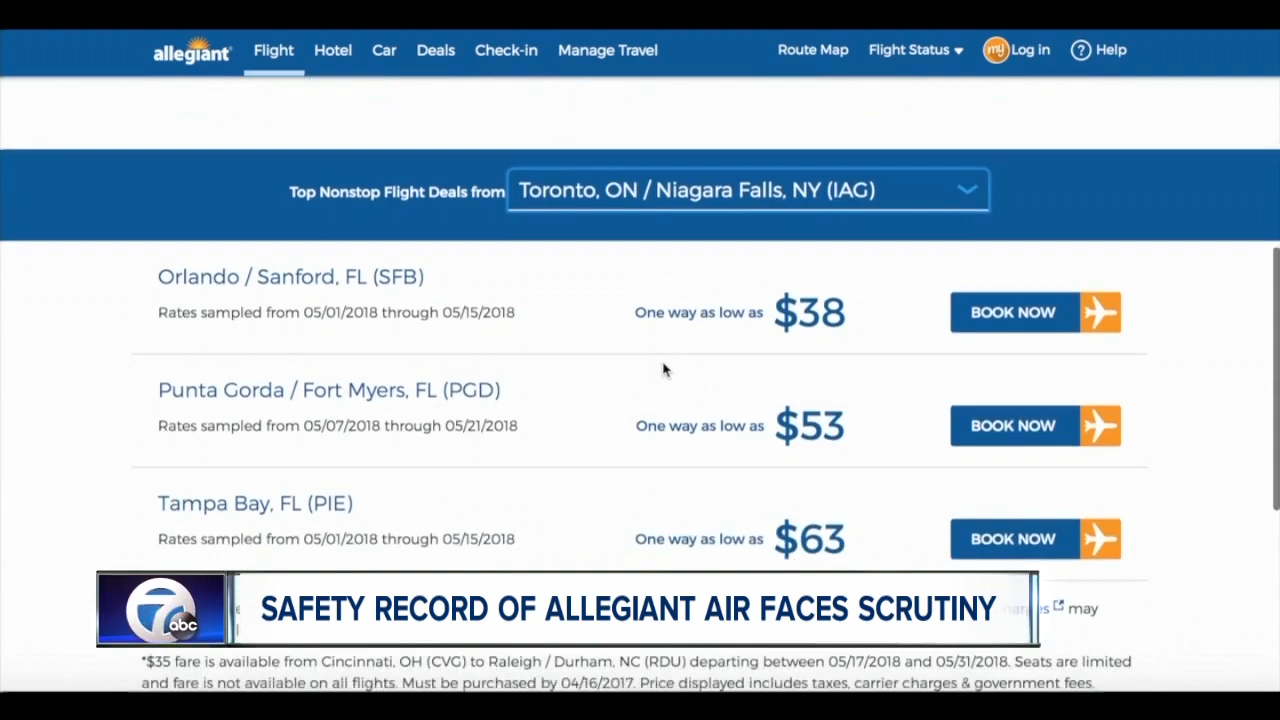 allegiant Flight Hotel Car Deals Check-in Manage Travel Route Map Flight Status my Log in ? Help
Top Nonstop Flight Deals from Toronto, ON / Niagara Falls, NY (IAG)
Orlando / Sanford, FL (SFB)
Rates sampled from 05/01/2018 through 05/15/2018 One way as low as $38 BOOK NOW
Punta Gorda / Fort Myers, FL (PGD)
Rates sampled from 05/07/2018 through 05/21/2018 One way as low as $53 BOOK NOW
Tampa Bay, FL (PIE)
Rates sampled from 05/01/2018 through 05/15/2018 One way as low as $63 BOOK NOW
7 abc SAFETY RECORD OF ALLEGIANT AIR FACES SCRUTINY may
*$35 fare is available from Cincinnati, OH (CVG) to Raleigh / Durham, NC (RDU) departing between 05/17/2018 and 05/31/2018. Seats are limited
and fare is not available on all flights. Must be purchased by 04/16/2017. Price displayed includes taxes, carrier charges & government fees.